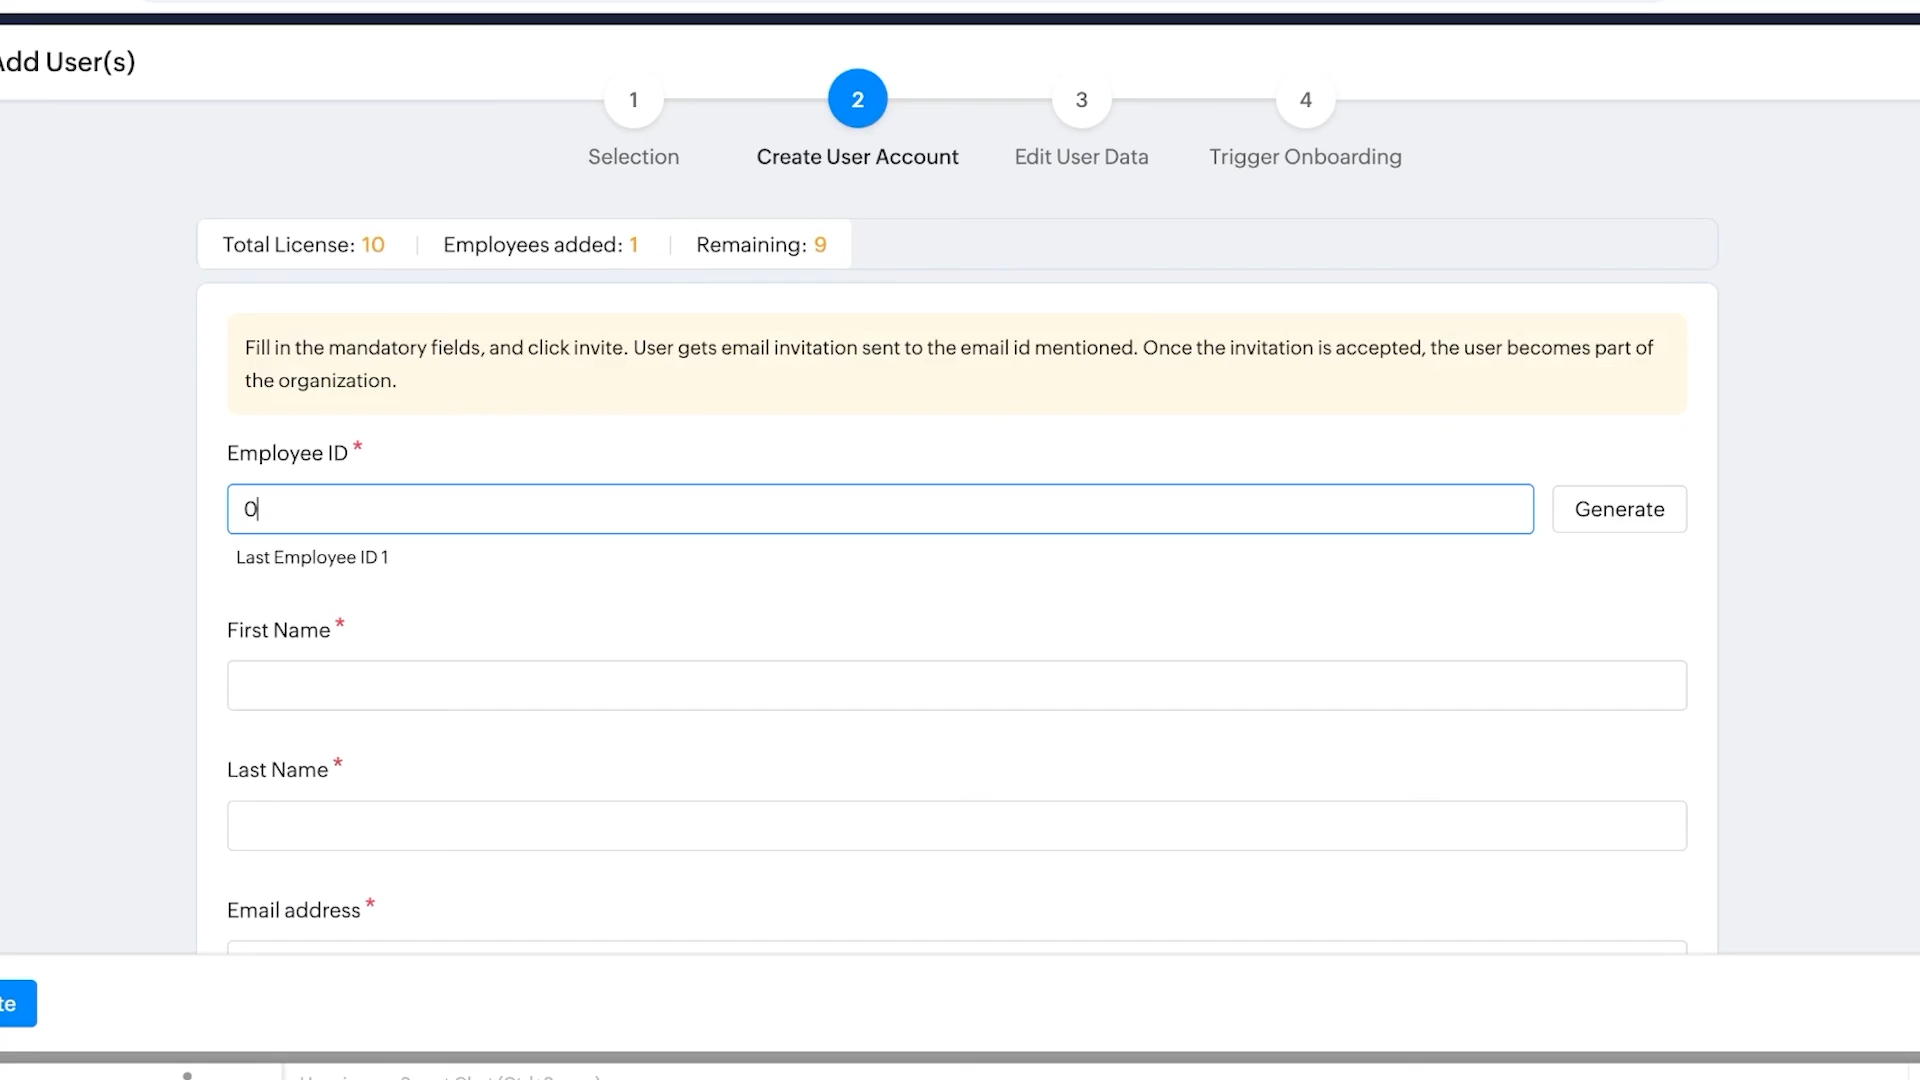 Add User(s)
1
2
3
4
Selection
Create User Account
Edit User Data
Trigger Onboarding
Total License: 10
Employees added: 1
Remaining: 9
Fill in the mandatory fields, and click invite. User gets email invitation sent to the email id mentioned. Once the invitation is accepted, the user becomes part of
the organization.
Employee ID *
0
Generate
Last Employee ID 1
First Name *
Last Name *
Email address *
te